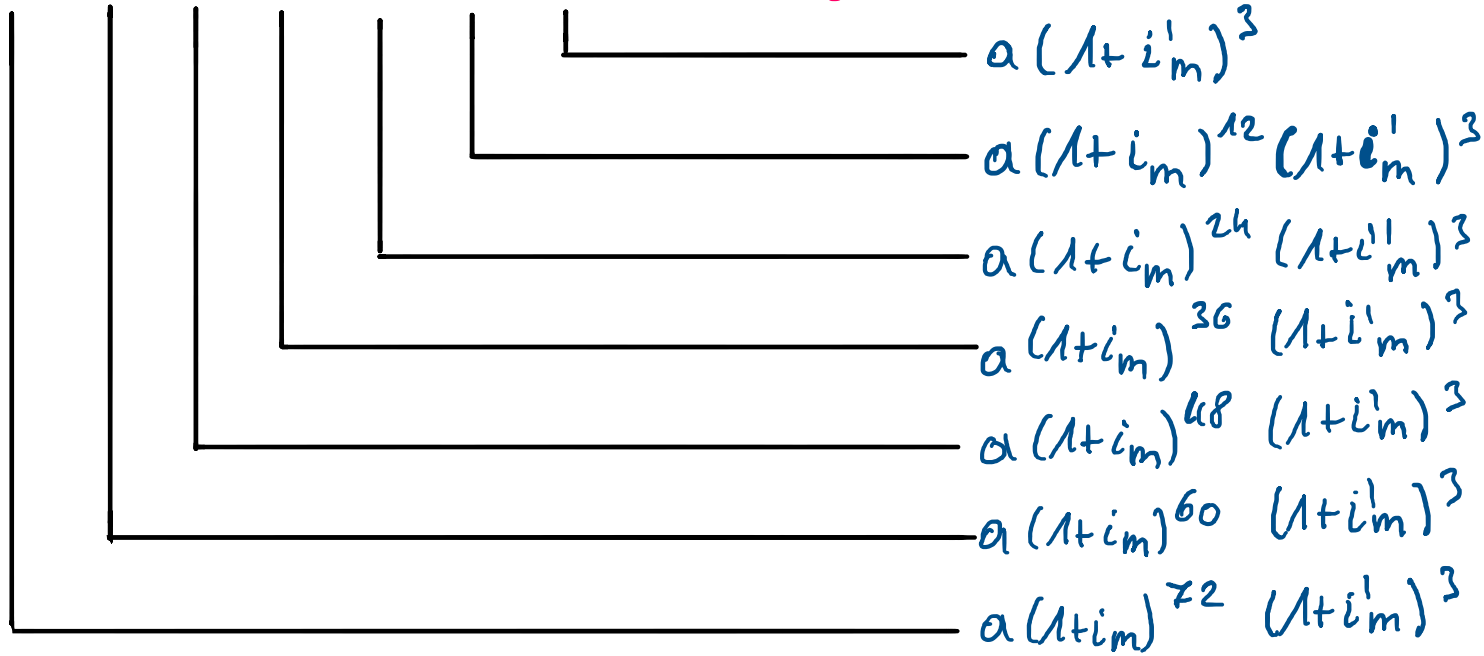 a(1+i'm)³
a(1+im)¹²(1+i'm)³
a(1+im)²⁴ (1+i'm)³
a(1+im)³⁶ (1+i'm)³
a(1+im)⁴⁸ (1+i'm)³
a(1+im)⁶⁰ (1+i'm)³
a(1+im)⁷² (1+i'm)³